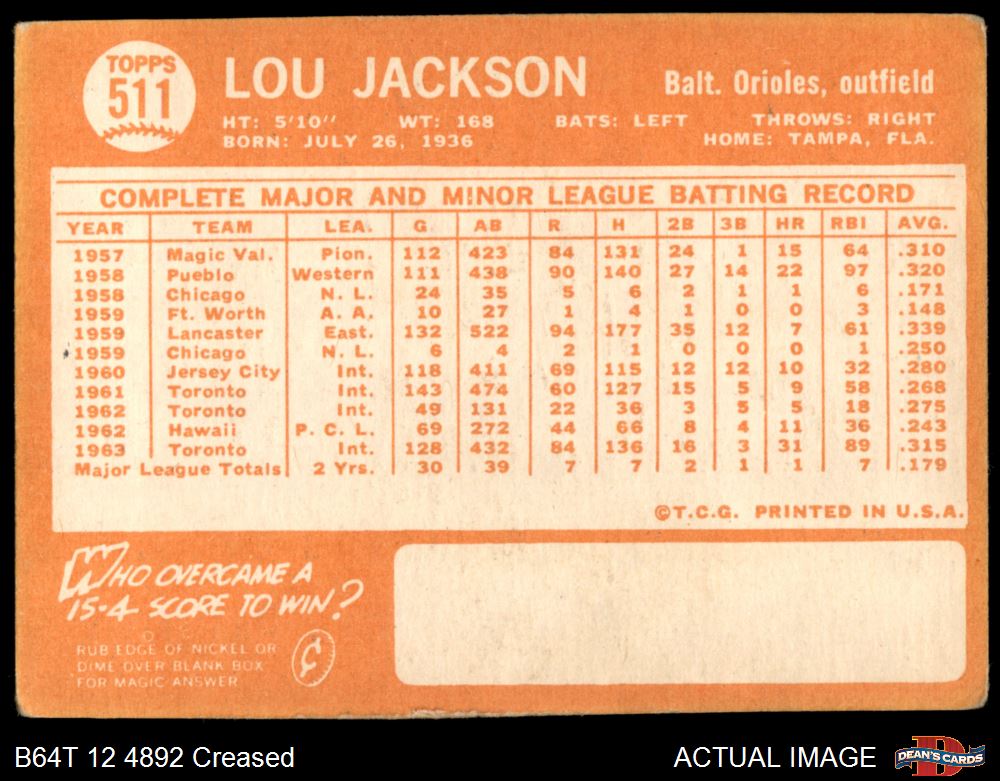 TOPPS
511
LOU JACKSON
Balt. Orioles, outfield
HT: 5'10" WT: 168 BATS: LEFT THROWS: RIGHT
BORN: JULY 26, 1936 HOME: TAMPA, FLA.
COMPLETE MAJOR AND MINOR LEAGUE BATTING RECORD
YEAR TEAM LEA. G AB R H 2B 3B HR RBI AVG.
1957 Magic Val. Pion. 112 423 84 131 24 1 15 64 .310
1958 Pueblo Western 111 438 90 140 27 14 22 97 .320
1958 Chicago N. L. 24 35 5 6 2 1 1 6 .171
1959 Ft. Worth A. A. 10 27 1 4 1 0 0 3 .148
1959 Lancaster East. 132 522 94 177 35 12 7 61 .339
1959 Chicago N. L. 6 4 2 1 0 0 0 1 .250
1960 Jersey City Int. 118 411 69 115 12 12 10 32 .280
1961 Toronto Int. 143 474 60 127 15 5 9 58 .268
1962 Toronto Int. 49 131 22 36 3 5 5 18 .275
1962 Hawaii P. C. L. 69 272 44 66 8 4 11 36 .243
1963 Toronto Int. 128 432 84 136 16 3 31 89 .315
Major League Totals 2 Yrs. 30 39 7 7 2 1 1 7 .179
©T.C.G. PRINTED IN U.S.A.
WHO OVERCAME A
15-4 SCORE TO WIN?
RUB EDGE OF NICKEL OR
DIME OVER BLANK BOX
FOR MAGIC ANSWER
¢
B64T 12 4892 Creased
ACTUAL IMAGE
D
DEAN'S CARDS